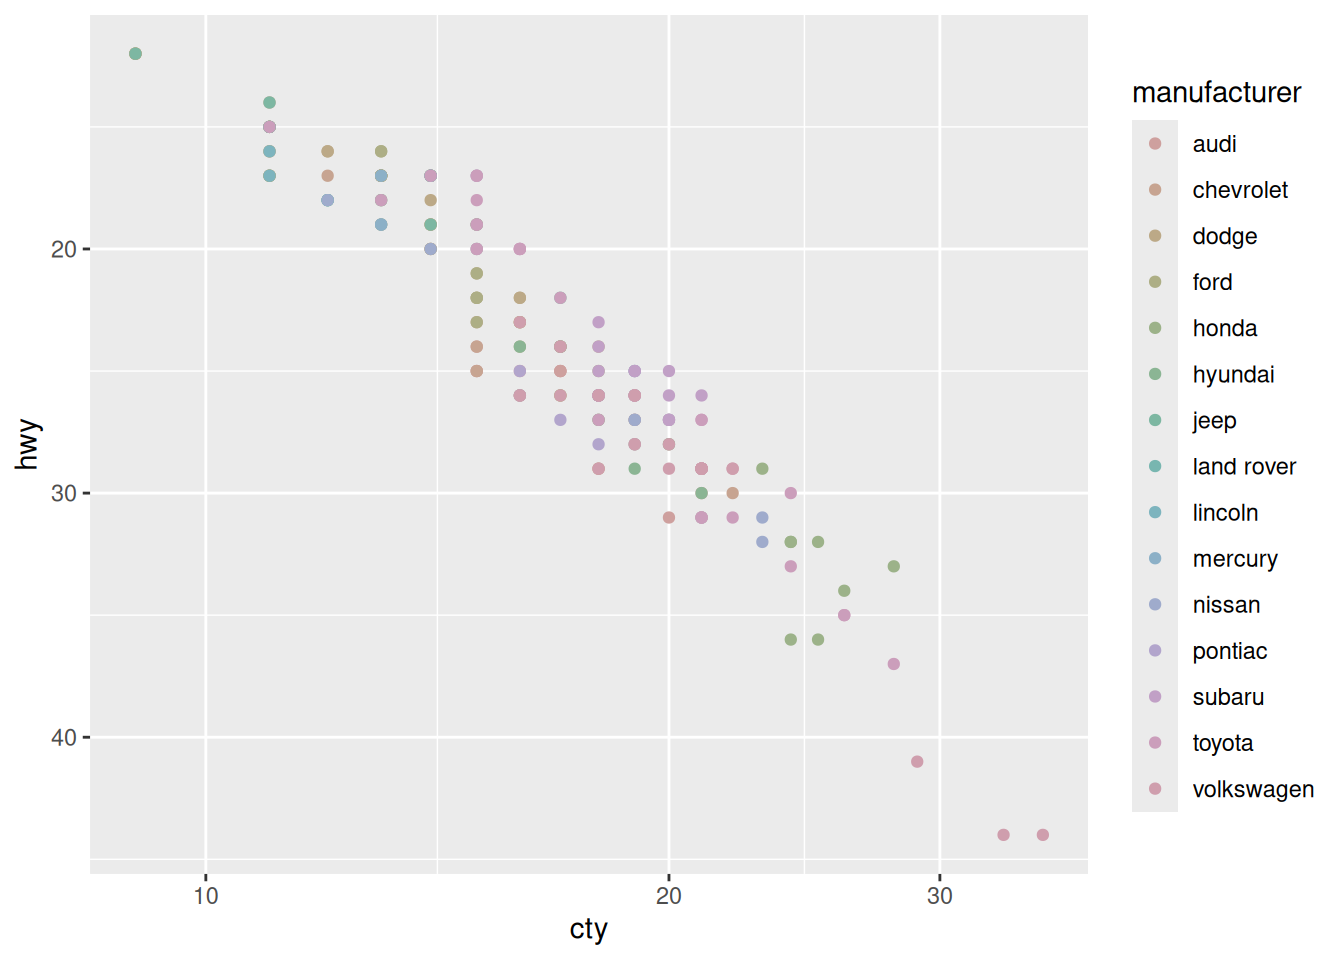 manufacturer
audi
chevrolet
dodge
ford
honda
hyundai
jeep
land rover
lincoln
mercury
nissan
pontiac
subaru
toyota
volkswagen
hwy
20
30
40
10 20 30
cty